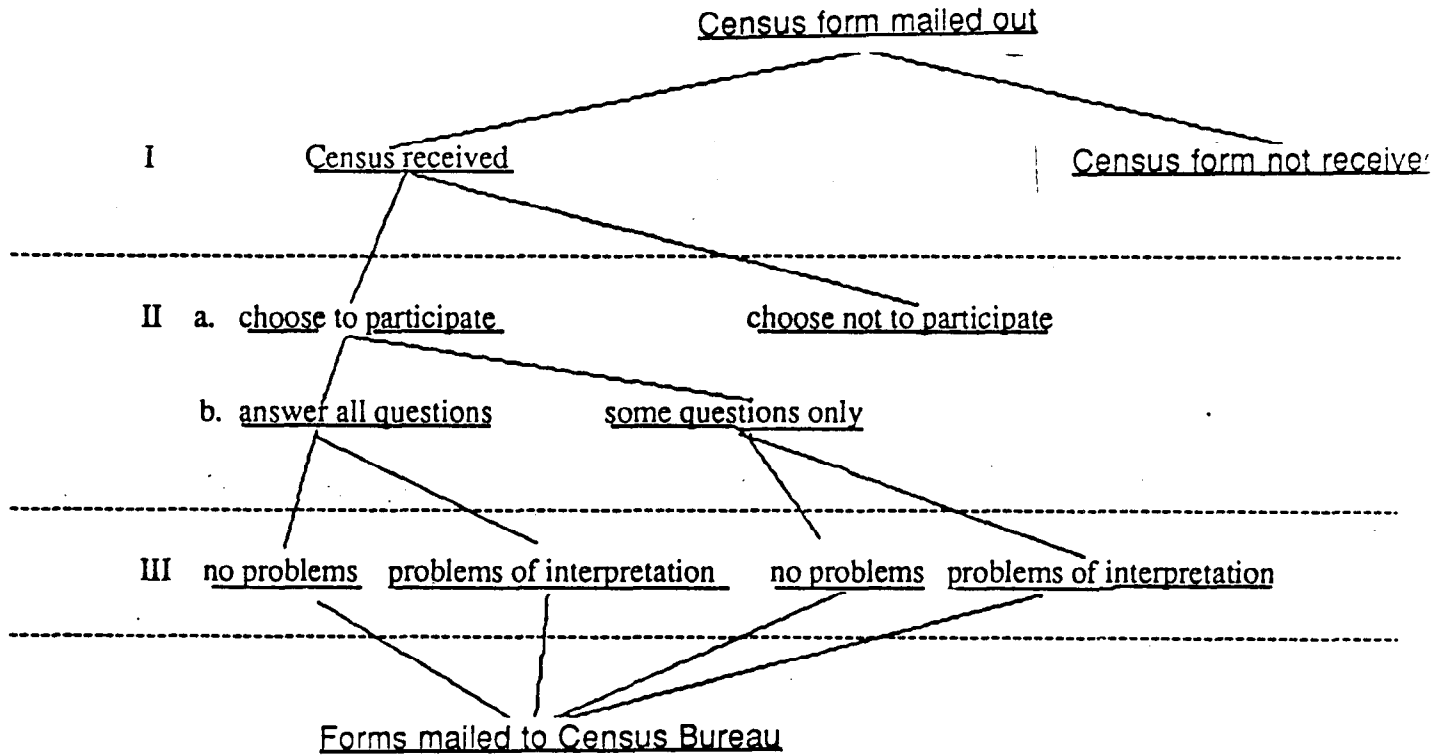 Census form mailed out
I Census received Census form not receive
II a. choose to participate choose not to participate
b. answer all questions some questions only
III no problems problems of interpretation no problems problems of interpretation
Forms mailed to Census Bureau